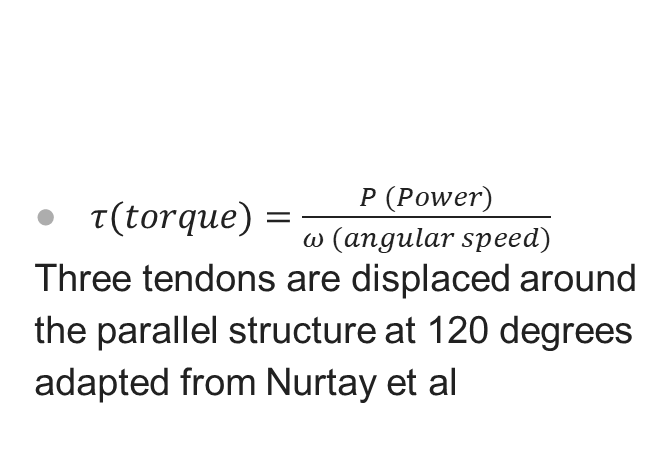 • τ(torque) = P (Power) / ω (angular speed)
Three tendons are displaced around
the parallel structure at 120 degrees
adapted from Nurtay et al